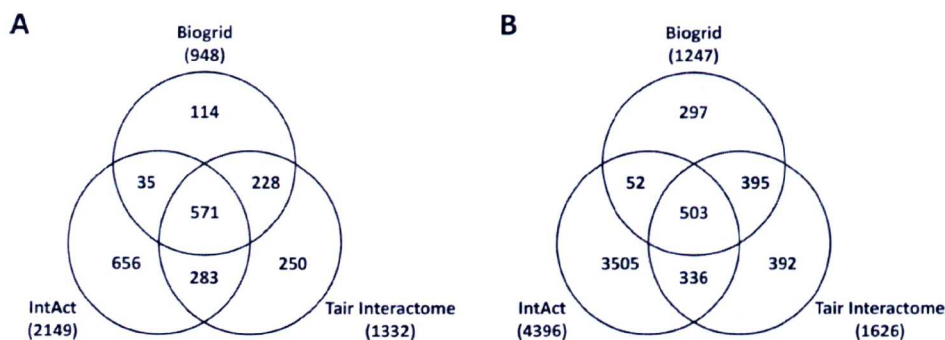 A
Biogrid
(948)
114
35
228
571
656
283
250
IntAct
(2149)
Tair Interactome
(1332)
B
Biogrid
(1247)
297
52
395
503
3505
336
392
IntAct
(4396)
Tair Interactome
(1626)